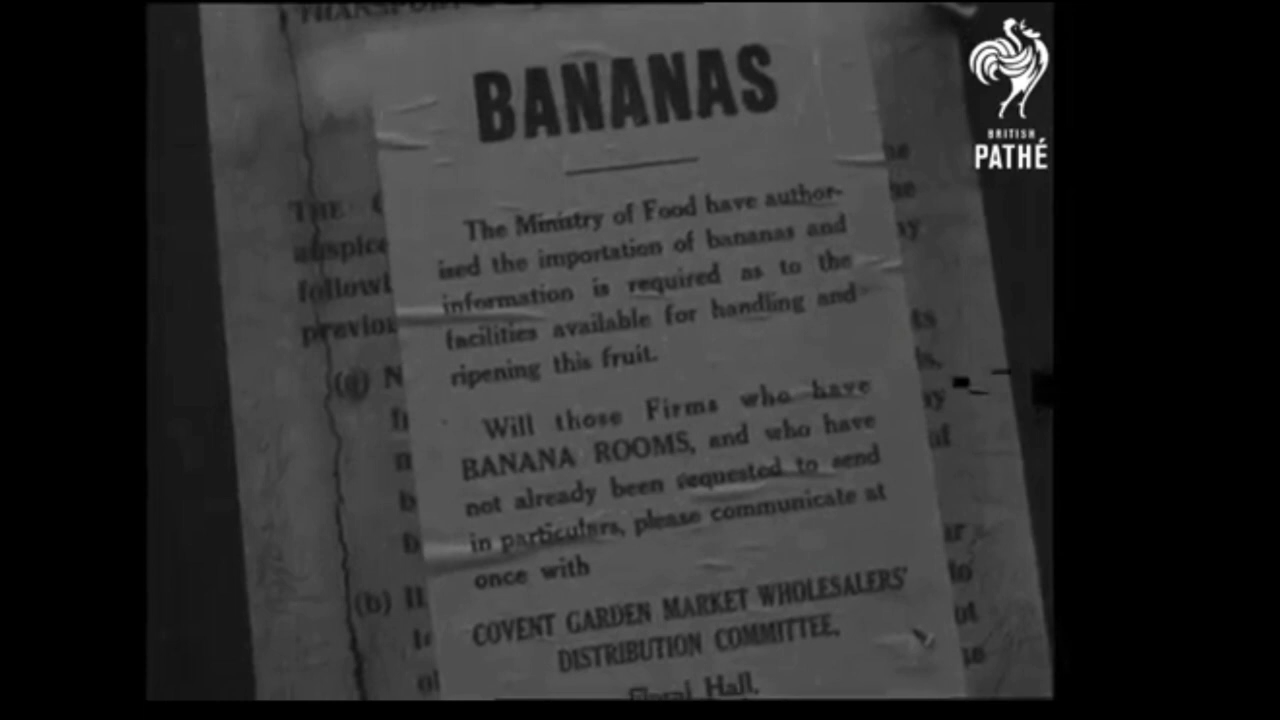 TRANSPORT
BANANAS
The Ministry of Food have author-
ised the importation of bananas and
information is required as to the
facilities available for handling and
ripening this fruit.
Will those Firms who have
BANANA ROOMS, and who have
not already been requested to send
in particulars, please communicate at
once with
COVENT GARDEN MARKET WHOLESALERS'
DISTRIBUTION COMMITTEE,
Floral Hall,
THE
(g)
(b)
BRITISH
PATHÉ